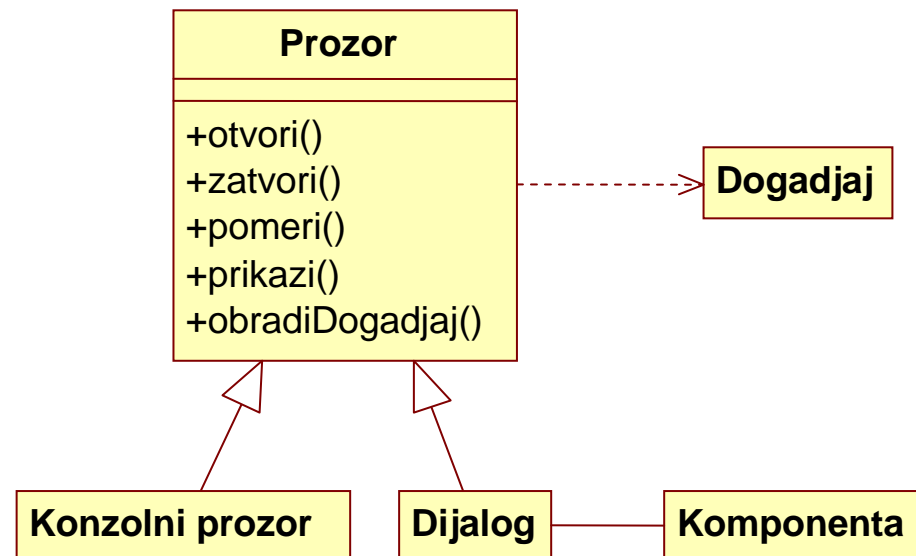 Prozor
+otvori()
+zatvori()
+pomeri()
+prikazi()
+obradiDogadjaj()
Dogadjaj
Konzolni prozor
Dijalog
Komponenta